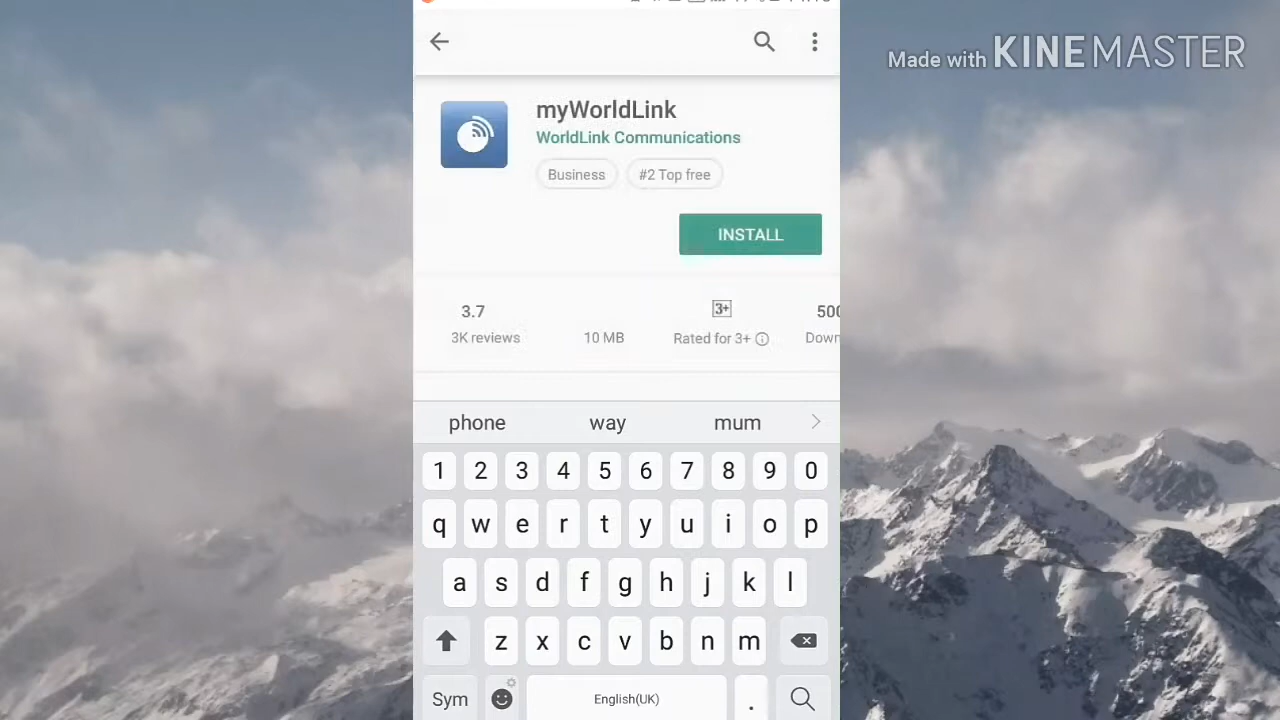 Made with KINEMASTER
myWorldLink
WorldLink Communications
Business #2 Top free
INSTALL
3.7 3+ 500
3K reviews 10 MB Rated for 3+ Down
phone way mum
1 2 3 4 5 6 7 8 9 0
q w e r t y u i o p
a s d f g h j k l
z x c v b n m
Sym English(UK) .